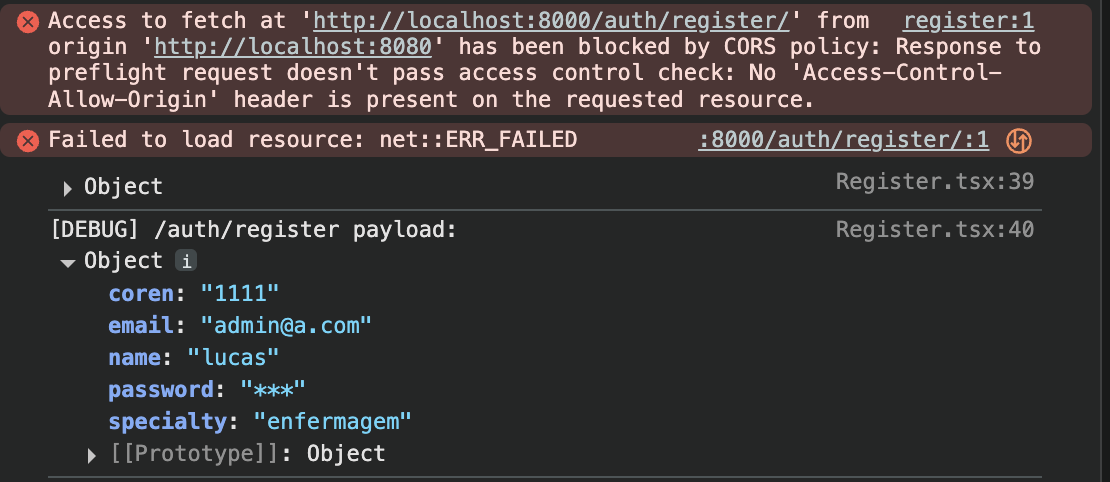 Access to fetch at 'http://localhost:8000/auth/register/' from register:1
origin 'http://localhost:8080' has been blocked by CORS policy: Response to
preflight request doesn't pass access control check: No 'Access-Control-
Allow-Origin' header is present on the requested resource.
Failed to load resource: net::ERR_FAILED :8000/auth/register/:1
Object Register.tsx:39
[DEBUG] /auth/register payload: Register.tsx:40
Object i
coren: "1111"
email: "admin@a.com"
name: "lucas"
password: "***"
specialty: "enfermagem"
[[Prototype]]: Object